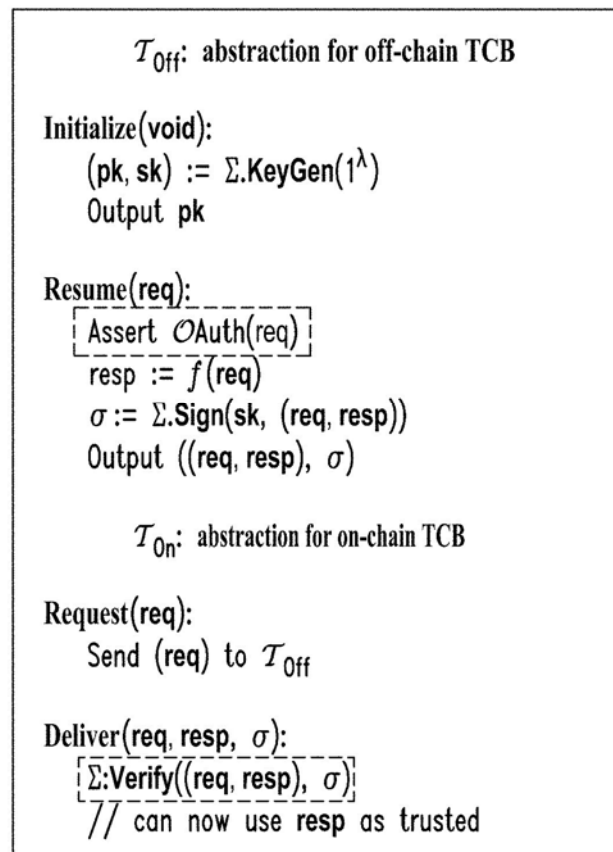 𝒯Off: abstraction for off-chain TCB
Initialize(void):
(pk, sk) := Σ.KeyGen(1^λ)
Output pk
Resume(req):
Assert 𝒪Auth(req)
resp := f(req)
σ := Σ.Sign(sk, (req, resp))
Output ((req, resp), σ)
𝒯On: abstraction for on-chain TCB
Request(req):
Send (req) to 𝒯Off
Deliver(req, resp, σ):
Σ:Verify((req, resp), σ)
// can now use resp as trusted